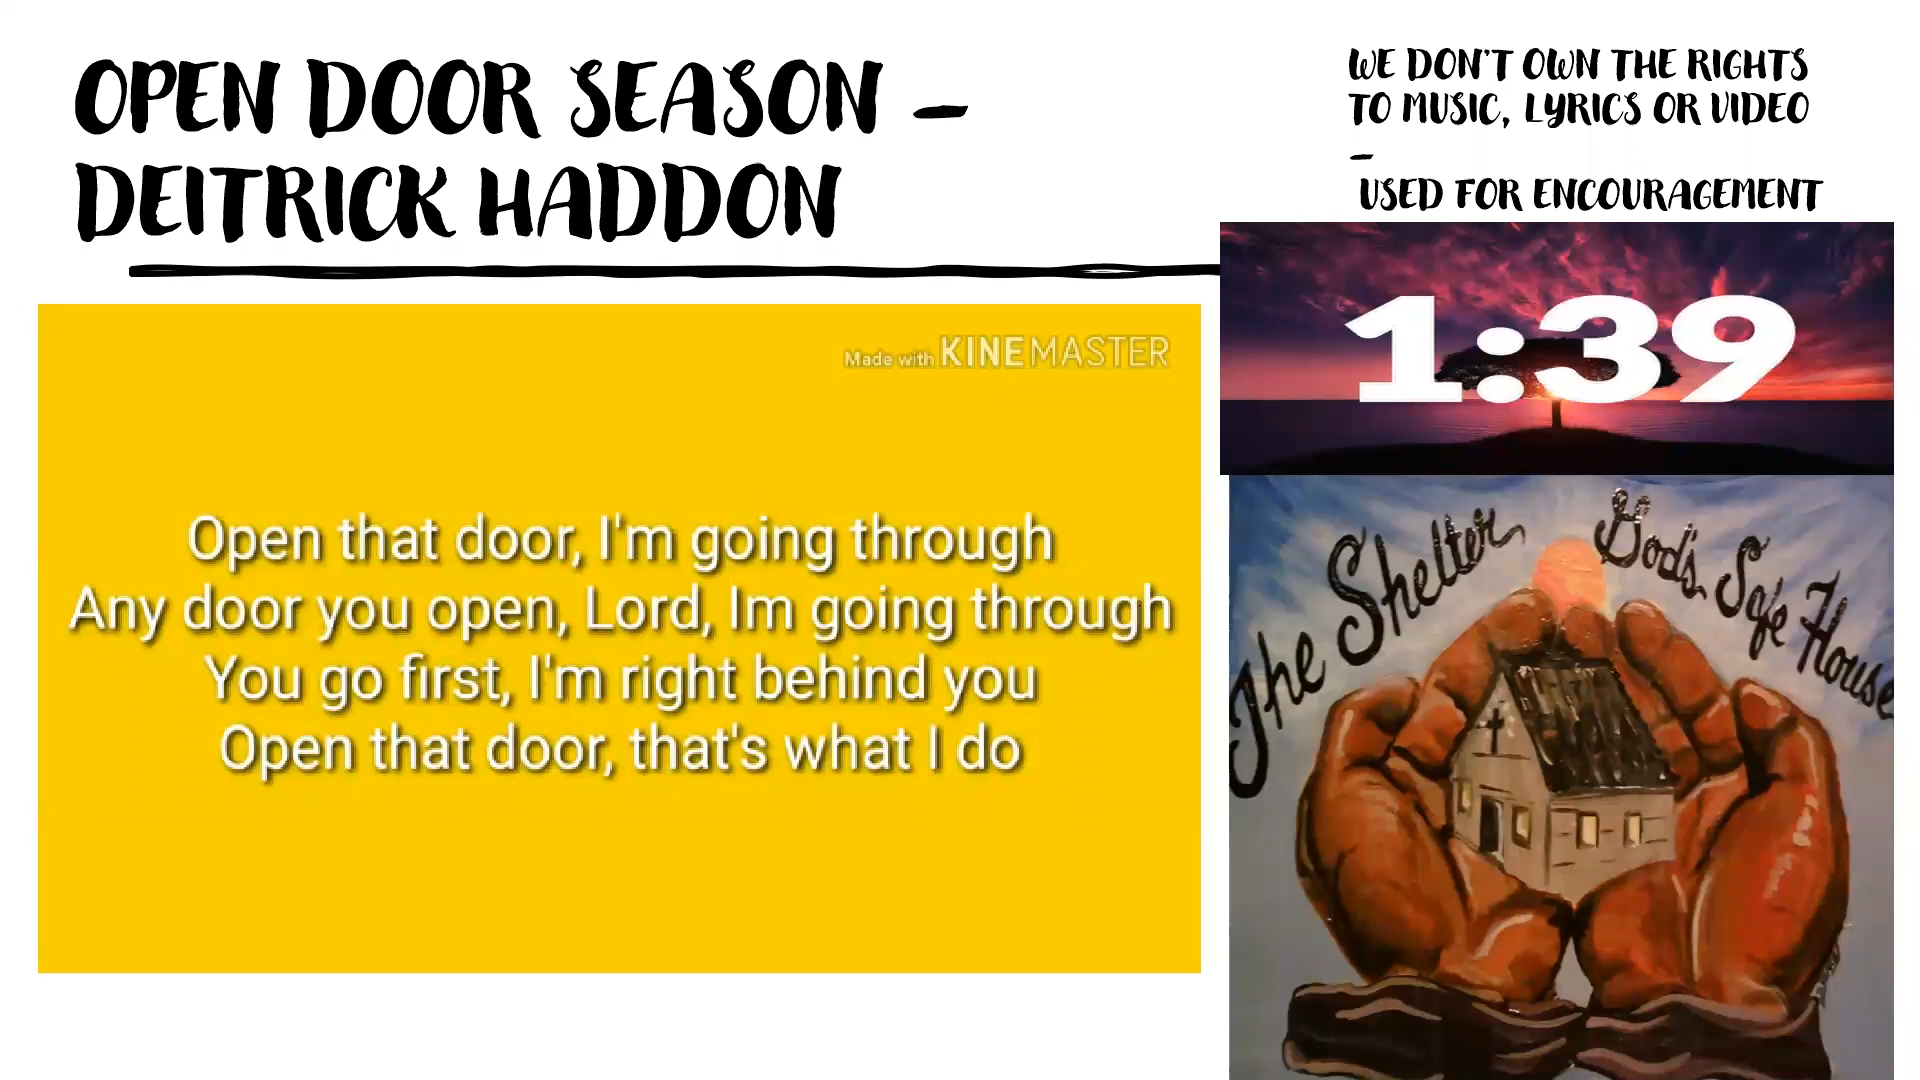 OPEN DOOR SEASON –
DEITRICK HADDON
WE DON'T OWN THE RIGHTS
TO MUSIC, LYRICS OR VIDEO
–
USED FOR ENCOURAGEMENT
1:39
Made with KINEMASTER
Open that door, I'm going through
Any door you open, Lord, Im going through
You go first, I'm right behind you
Open that door, that's what I do
The Shelter God's Safe House